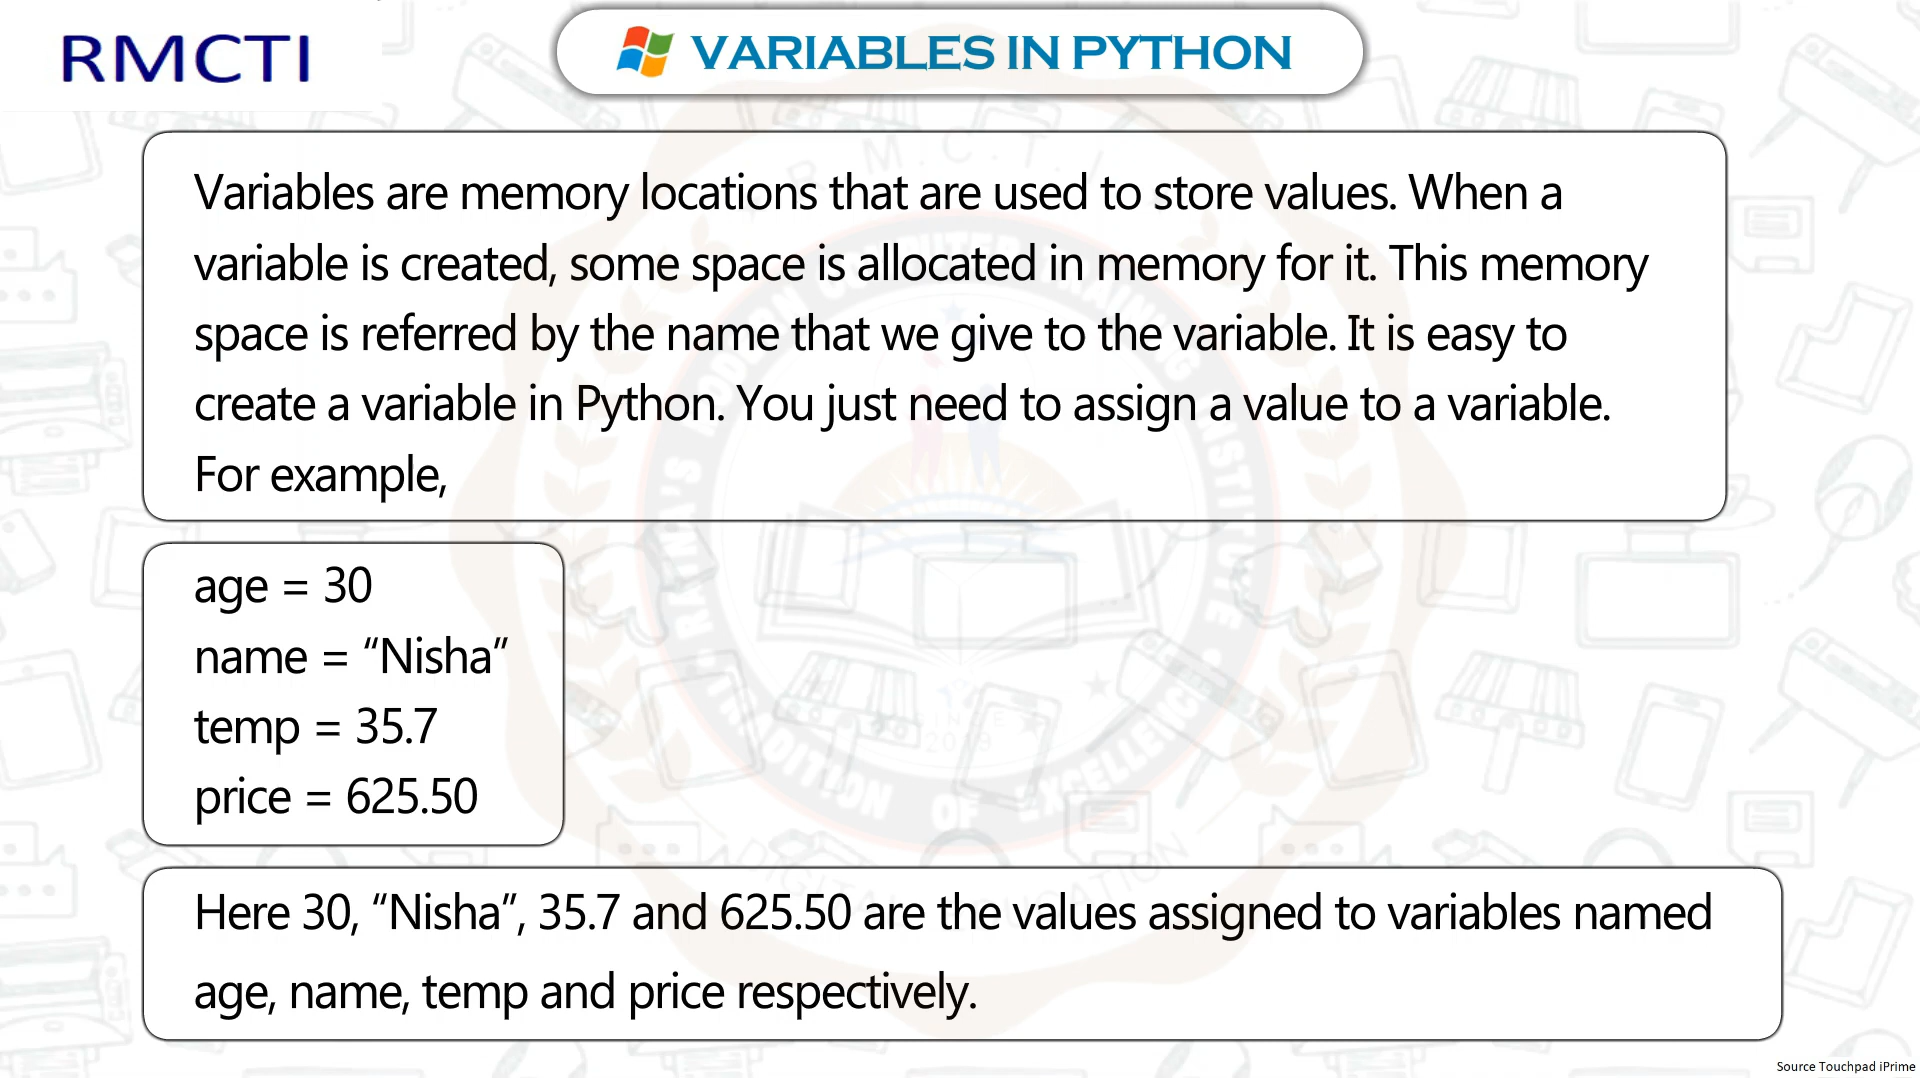 RMCTI
VARIABLES IN PYTHON
R.M.C.T.I
Variables are memory locations that are used to store values. When a
variable is created, some space is allocated in memory for it. This memory
space is referred by the name that we give to the variable. It is easy to
create a variable in Python. You just need to assign a value to a variable.
For example,
age = 30
name = “Nisha”
temp = 35.7
price = 625.50
TRADITION OF EXCELLENCE
Here 30, “Nisha”, 35.7 and 625.50 are the values assigned to variables named
age, name, temp and price respectively.
Source Touchpad iPrime